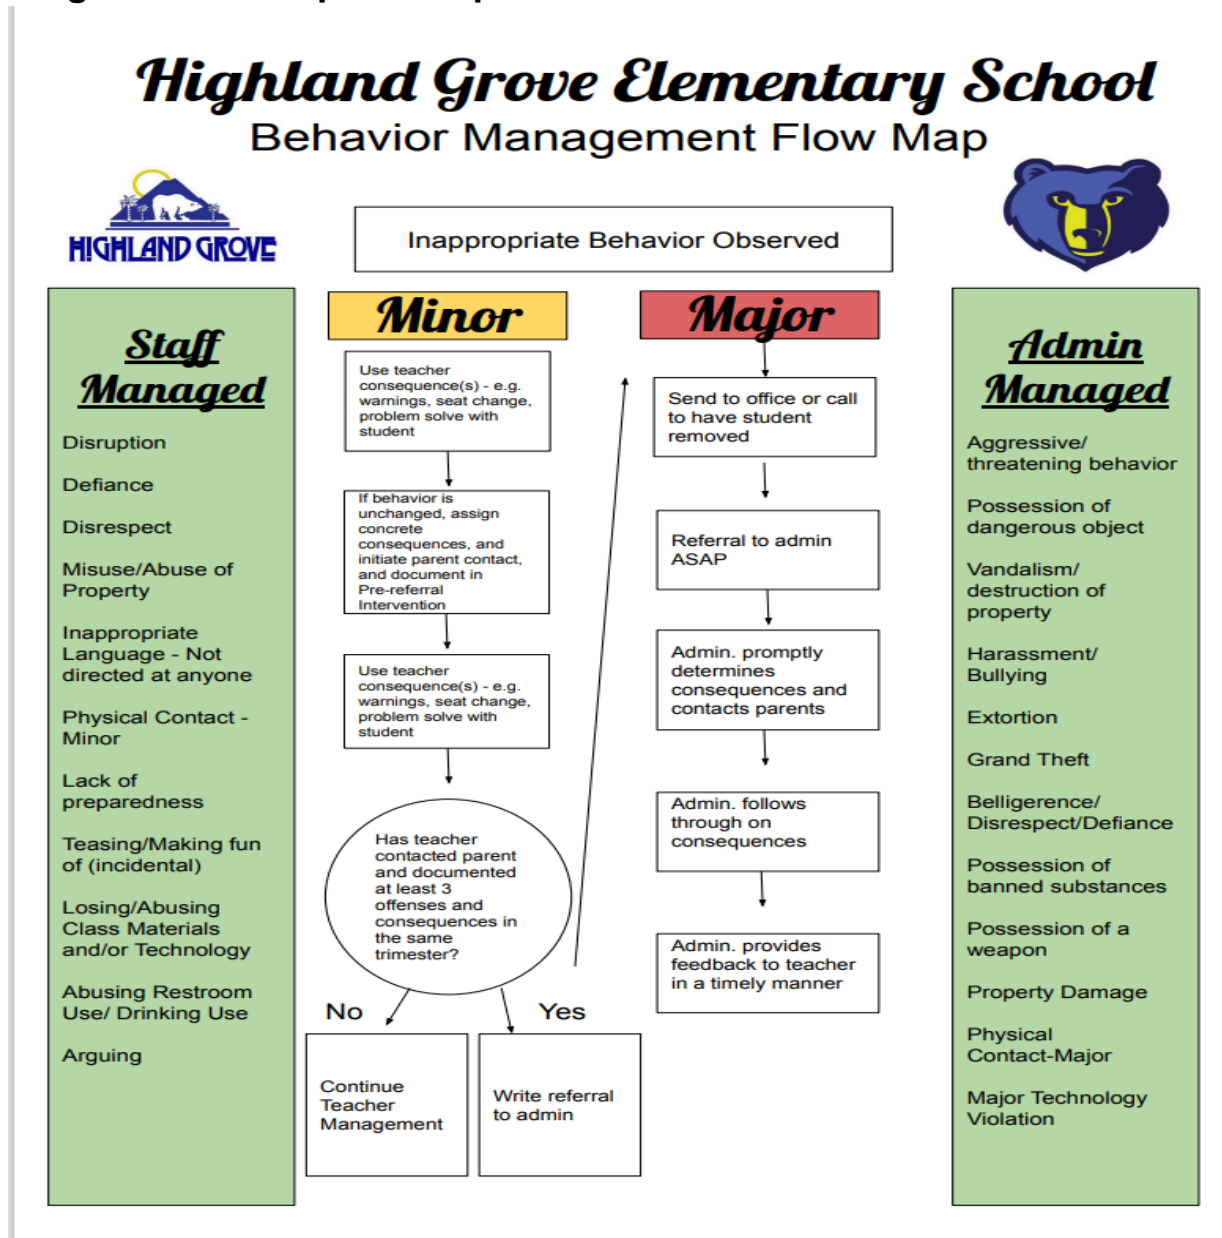 Highland Grove Elementary School
Behavior Management Flow Map
HIGHLAND GROVE
Inappropriate Behavior Observed
Staff
Managed
Disruption
Defiance
Disrespect
Misuse/Abuse of
Property
Inappropriate
Language - Not
directed at anyone
Physical Contact -
Minor
Lack of
preparedness
Teasing/Making fun
of (incidental)
Losing/Abusing
Class Materials
and/or Technology
Abusing Restroom
Use/ Drinking Use
Arguing
Minor
Use teacher
consequence(s) - e.g.
warnings, seat change,
problem solve with
student
If behavior is
unchanged, assign
concrete
consequences, and
initiate parent contact,
and document in
Pre-referral
Intervention
Use teacher
consequence(s) - e.g.
warnings, seat change,
problem solve with
student
Has teacher
contacted parent
and documented
at least 3
offenses and
consequences in
the same
trimester?
No
Yes
Continue
Teacher
Management
Write referral
to admin
Major
Send to office or call
to have student
removed
Referral to admin
ASAP
Admin. promptly
determines
consequences and
contacts parents
Admin. follows
through on
consequences
Admin. provides
feedback to teacher
in a timely manner
Admin
Managed
Aggressive/
threatening behavior
Possession of
dangerous object
Vandalism/
destruction of
property
Harassment/
Bullying
Extortion
Grand Theft
Belligerence/
Disrespect/Defiance
Possession of
banned substances
Possession of a
weapon
Property Damage
Physical
Contact-Major
Major Technology
Violation